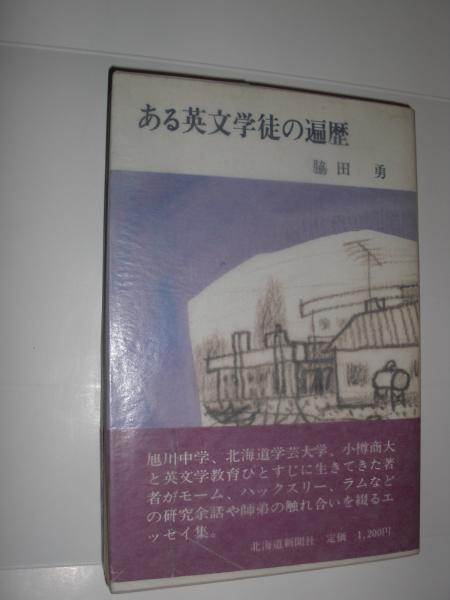 ある英文学徒の遍歴
脇田 勇
旭川中学、北海道学芸大学、小樽商大
と英文学教育ひとすじに生きてきた著
者がモーム、ハックスリー、ラムなど
の研究余話や師弟の触れ合いを綴るエ
ッセイ集。
北海道新聞社 定価 1,200円